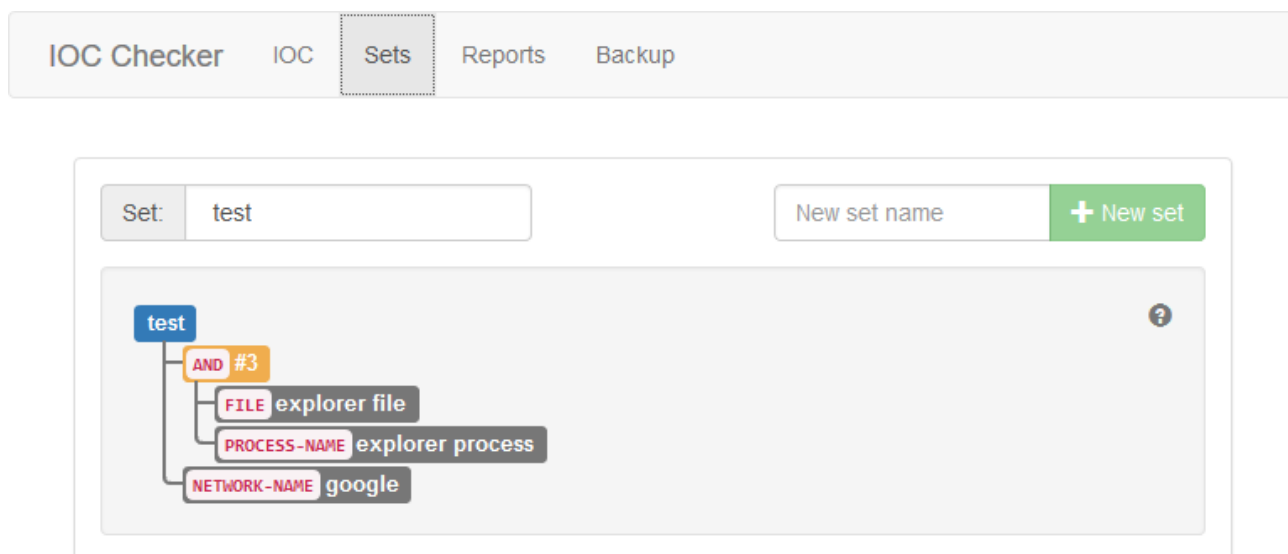 IOC Checker IOC Sets Reports Backup
Set: test New set name + New set
test
AND #3
FILE explorer file
PROCESS-NAME explorer process
NETWORK-NAME google